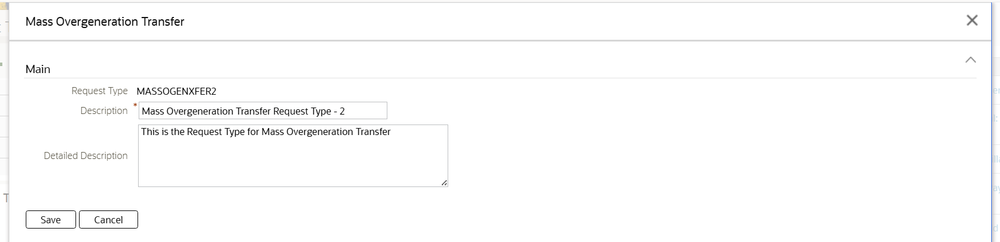 Mass Overgeneration Transfer
Main
Request Type MASSOGENXFER2
Description * Mass Overgeneration Transfer Request Type - 2
This is the Request Type for Mass Overgeneration Transfer
Detailed Description
Save Cancel